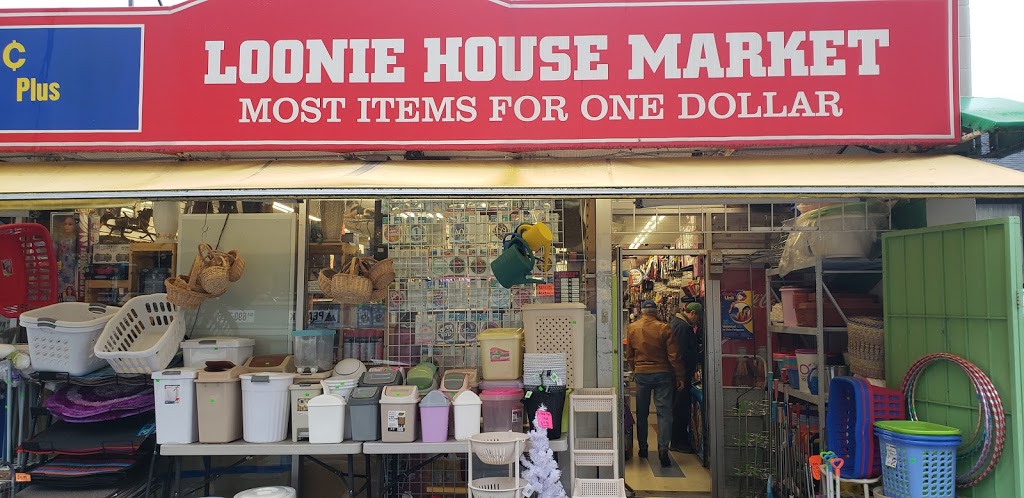 ¢
Plus
LOONIE HOUSE MARKET
MOST ITEMS FOR ONE DOLLAR